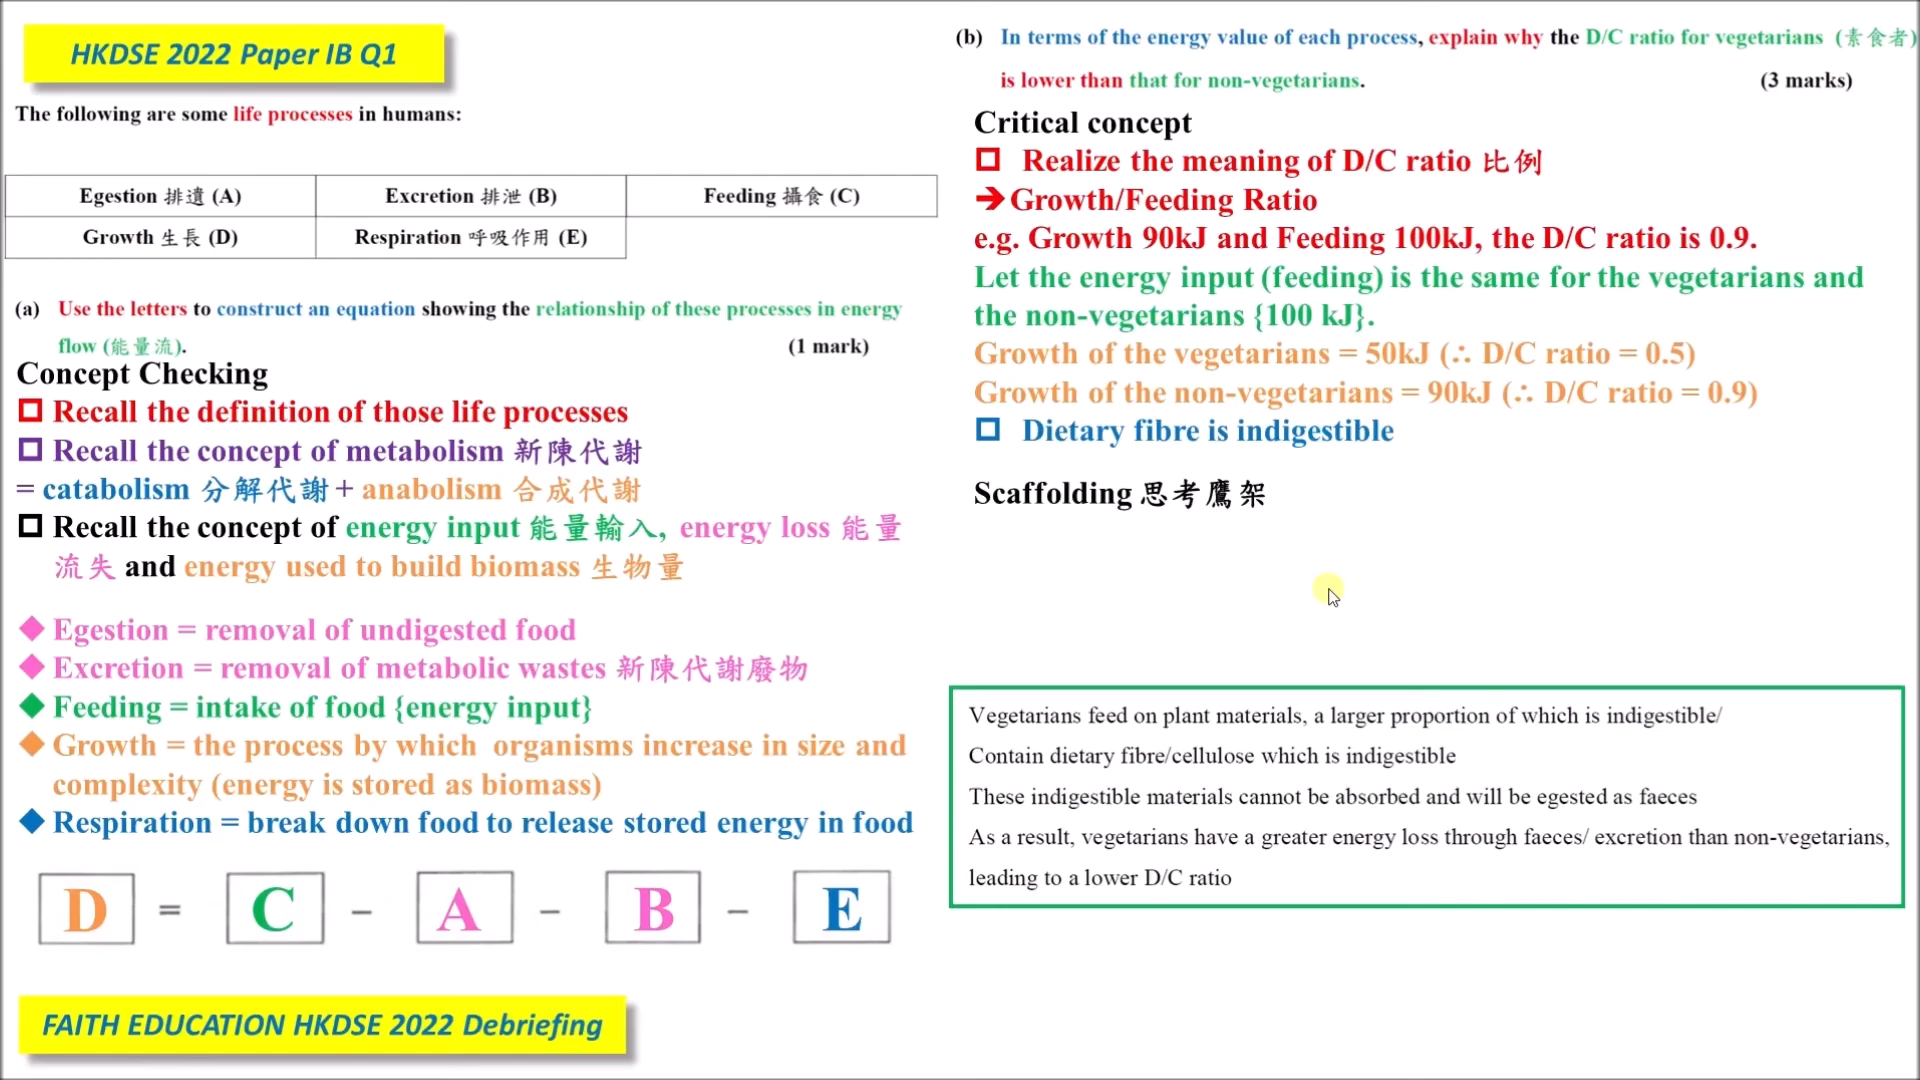 HKDSE 2022 Paper IB Q1
The following are some life processes in humans:
Egestion 排遺 (A)
Excretion 排泄 (B)
Feeding 攝食 (C)
Growth 生長 (D)
Respiration 呼吸作用 (E)
(a) Use the letters to construct an equation showing the relationship of these processes in energy
flow (能量流). (1 mark)
Concept Checking
Recall the definition of those life processes
Recall the concept of metabolism 新陳代謝
= catabolism 分解代謝 + anabolism 合成代謝
Recall the concept of energy input 能量輸入, energy loss 能量
流失 and energy used to build biomass 生物量
Egestion = removal of undigested food
Excretion = removal of metabolic wastes 新陳代謝廢物
Feeding = intake of food {energy input}
Growth = the process by which organisms increase in size and
complexity (energy is stored as biomass)
Respiration = break down food to release stored energy in food
D = C – A – B – E
FAITH EDUCATION HKDSE 2022 Debriefing
(b) In terms of the energy value of each process, explain why the D/C ratio for vegetarians (素食者)
is lower than that for non-vegetarians. (3 marks)
Critical concept
Realize the meaning of D/C ratio 比例
➔Growth/Feeding Ratio
e.g. Growth 90kJ and Feeding 100kJ, the D/C ratio is 0.9.
Let the energy input (feeding) is the same for the vegetarians and
the non-vegetarians {100 kJ}.
Growth of the vegetarians = 50kJ (∴ D/C ratio = 0.5)
Growth of the non-vegetarians = 90kJ (∴ D/C ratio = 0.9)
Dietary fibre is indigestible
Scaffolding 思考鷹架
Vegetarians feed on plant materials, a larger proportion of which is indigestible/
Contain dietary fibre/cellulose which is indigestible
These indigestible materials cannot be absorbed and will be egested as faeces
As a result, vegetarians have a greater energy loss through faeces/ excretion than non-vegetarians,
leading to a lower D/C ratio